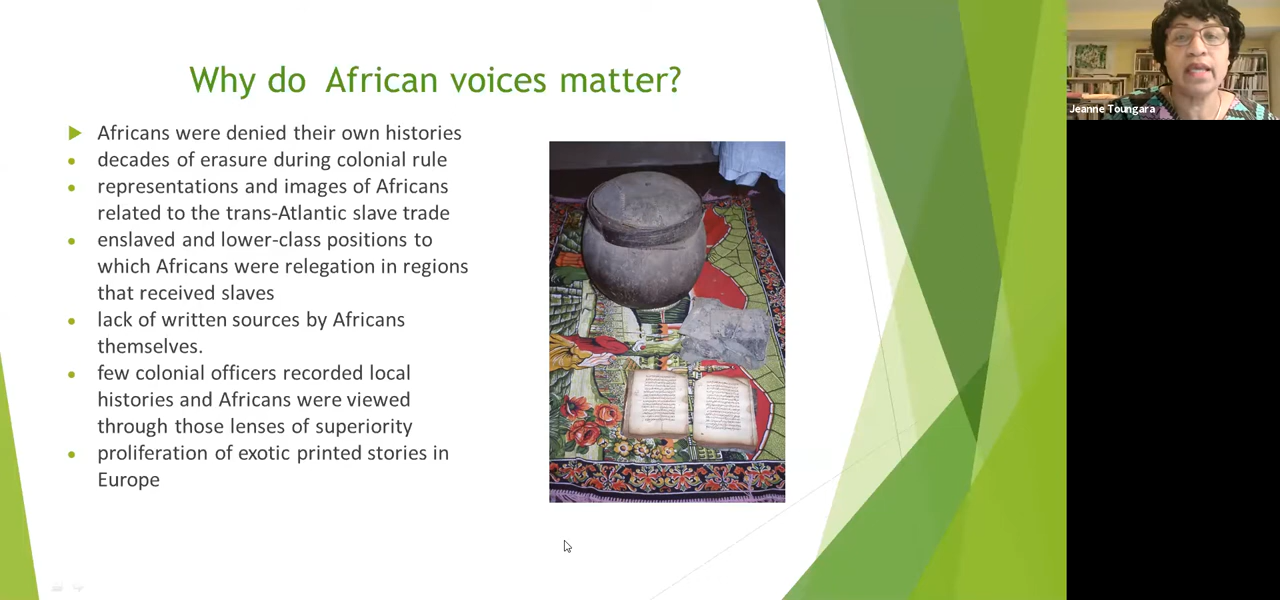 Why do African voices matter?
Africans were denied their own histories
decades of erasure during colonial rule
representations and images of Africans
related to the trans-Atlantic slave trade
enslaved and lower-class positions to
which Africans were relegation in regions
that received slaves
lack of written sources by Africans
themselves.
few colonial officers recorded local
histories and Africans were viewed
through those lenses of superiority
proliferation of exotic printed stories in
Europe
Jeanne Toungara